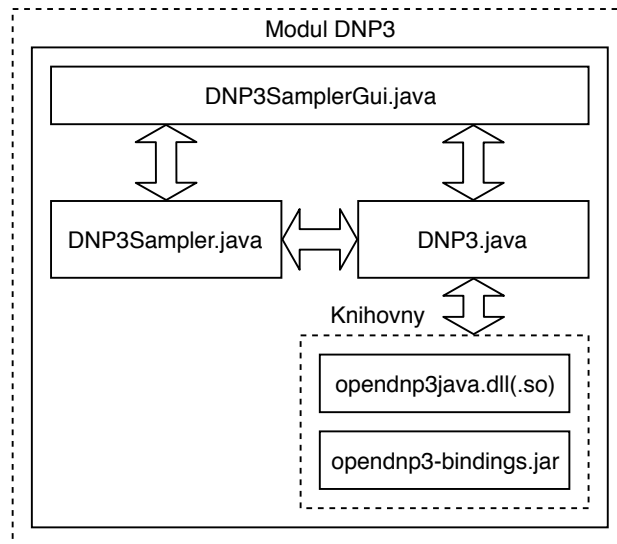 Modul DNP3
DNP3SamplerGui.java
DNP3Sampler.java
DNP3.java
Knihovny
opendnp3java.dll(.so)
opendnp3-bindings.jar